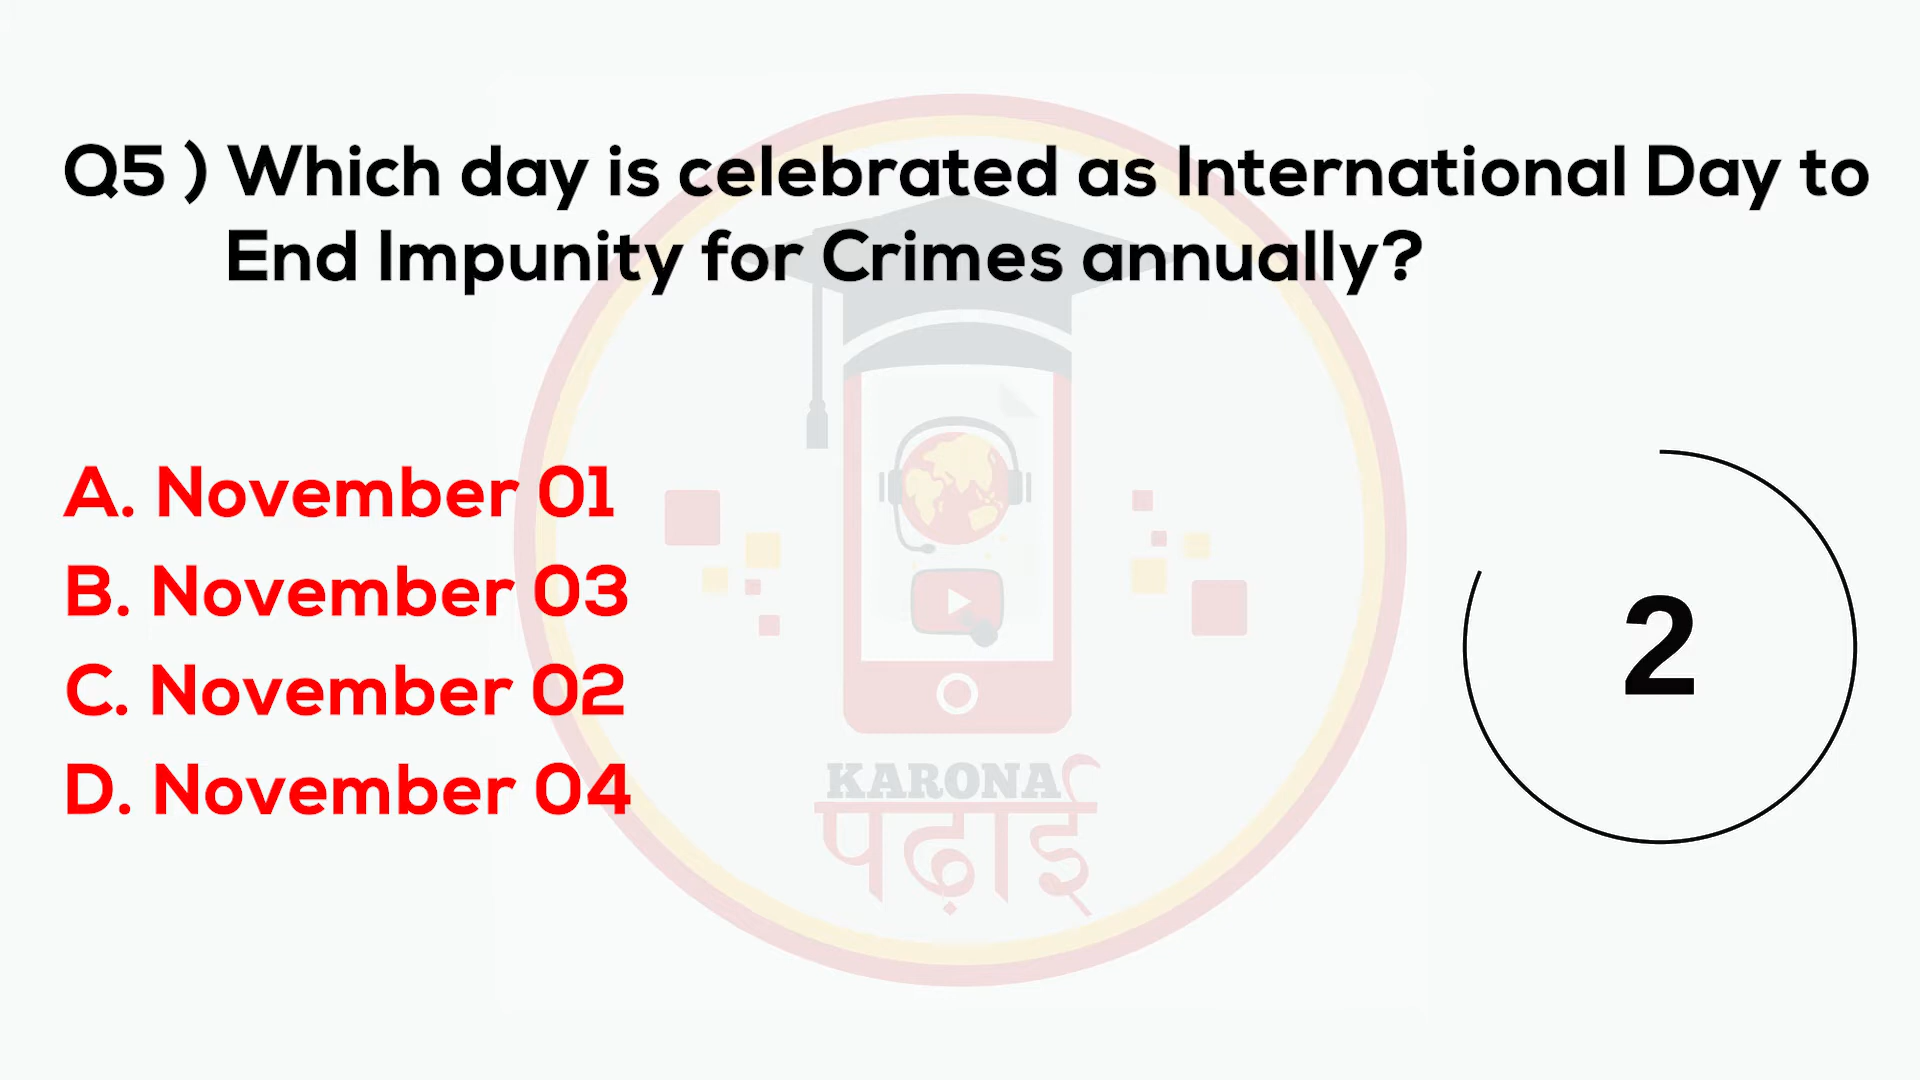 Q5 ) Which day is celebrated as International Day to
End Impunity for Crimes annually?
A. November 01
B. November 03
C. November 02
D. November 04
2
KARONA
पढ़ाई